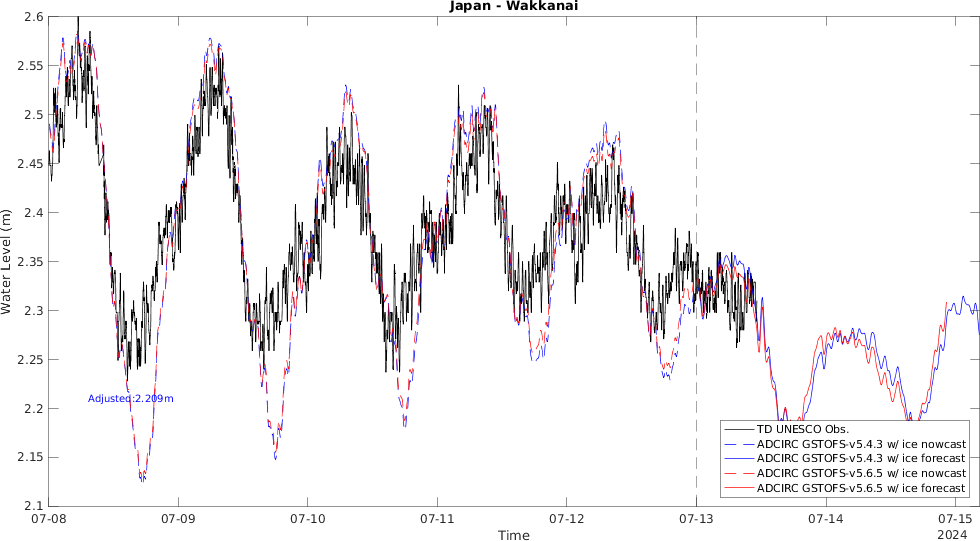 Japan - Wakkanai
2.6
2.55
2.5
2.45
2.4
2.35
2.3
2.25
2.2
2.15
2.1
Water Level (m)
Adjusted:2.209m
TD UNESCO Obs.
ADCIRC GSTOFS-v5.4.3 w/ ice nowcast
ADCIRC GSTOFS-v5.4.3 w/ ice forecast
ADCIRC GSTOFS-v5.6.5 w/ ice nowcast
ADCIRC GSTOFS-v5.6.5 w/ ice forecast
07-08 07-09 07-10 07-11 07-12 07-13 07-14 07-15
Time
2024